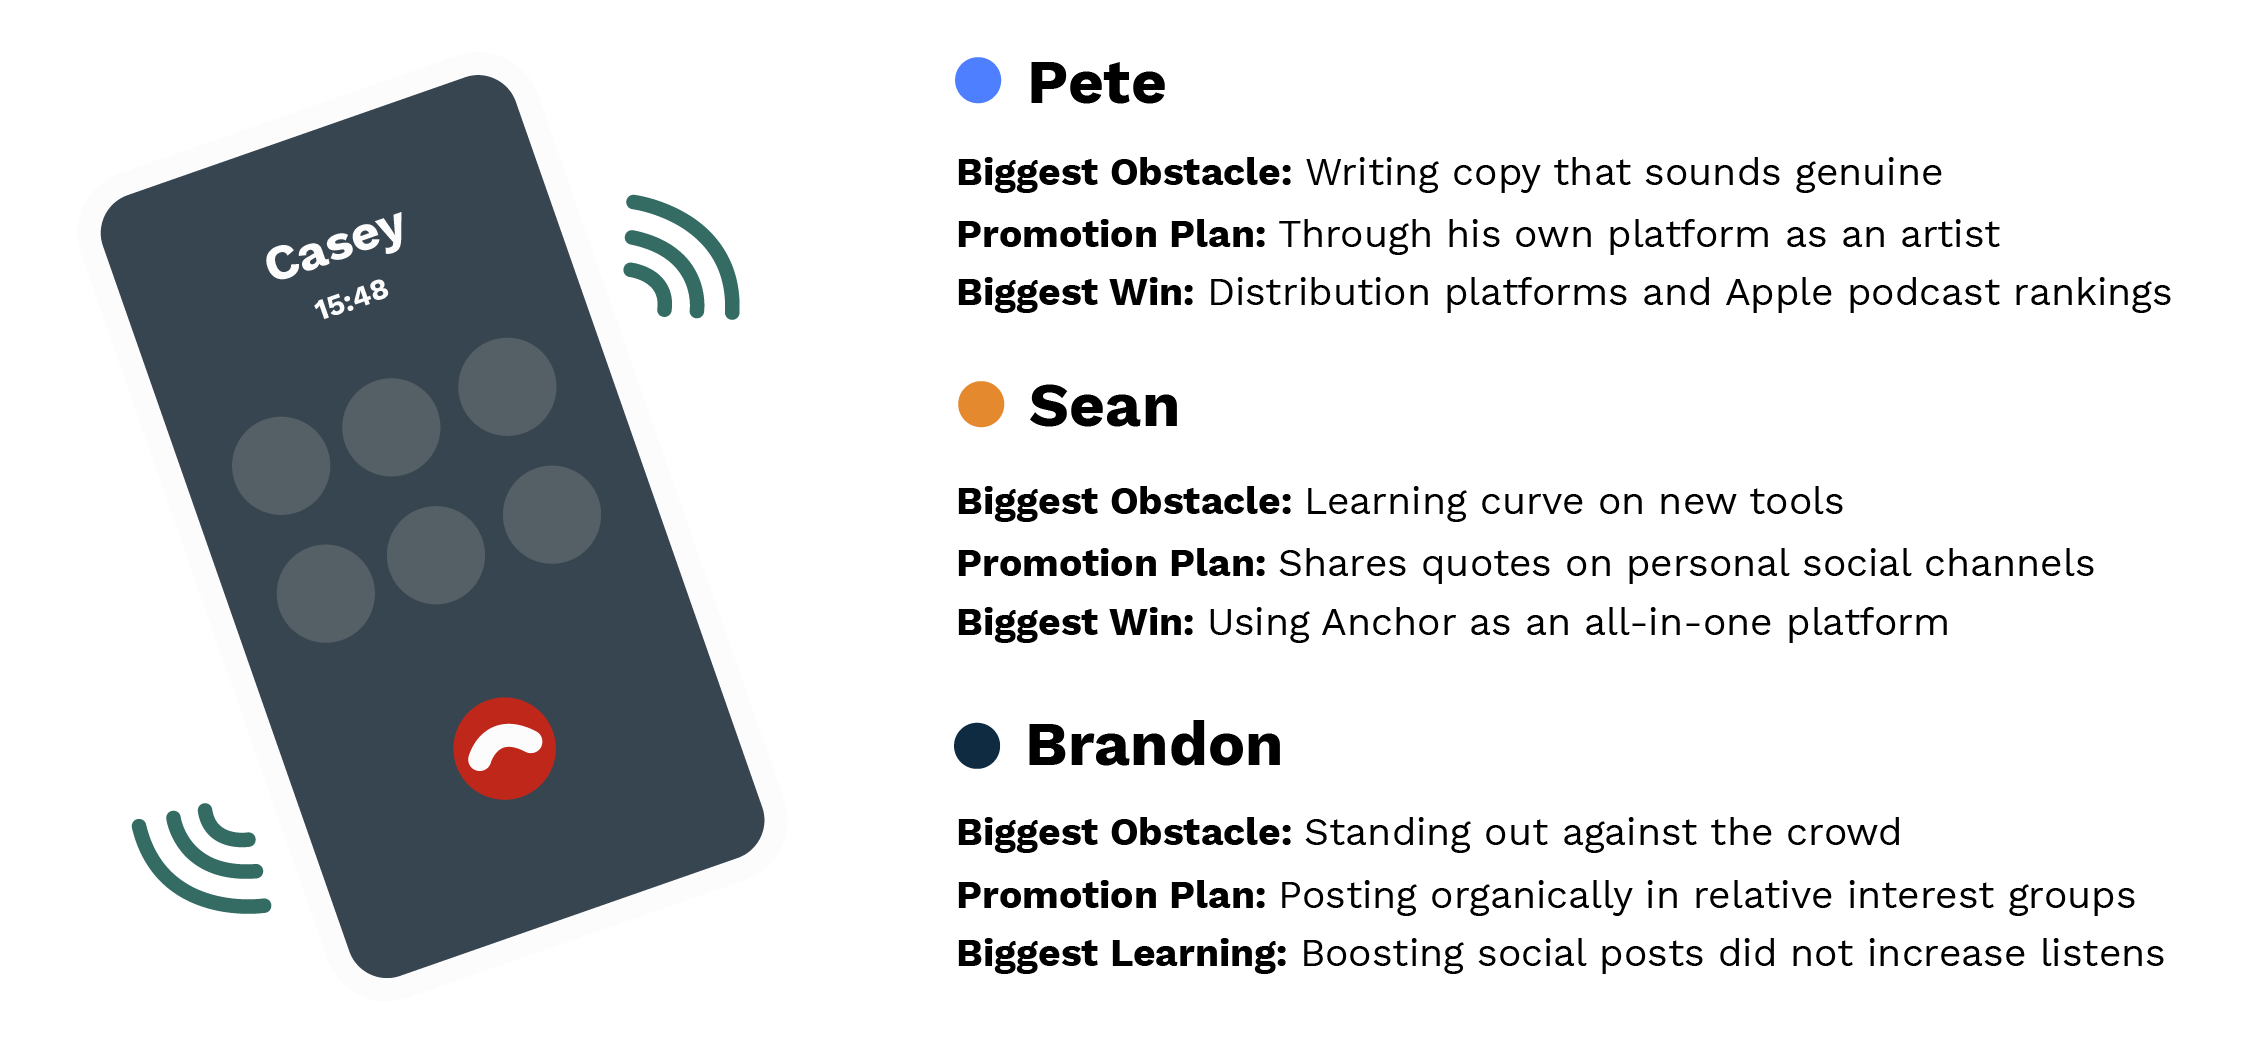 Casey
15:48
Pete
Biggest Obstacle: Writing copy that sounds genuine
Promotion Plan: Through his own platform as an artist
Biggest Win: Distribution platforms and Apple podcast rankings
Sean
Biggest Obstacle: Learning curve on new tools
Promotion Plan: Shares quotes on personal social channels
Biggest Win: Using Anchor as an all-in-one platform
Brandon
Biggest Obstacle: Standing out against the crowd
Promotion Plan: Posting organically in relative interest groups
Biggest Learning: Boosting social posts did not increase listens